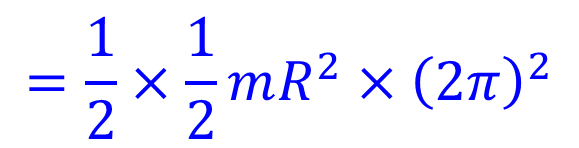 = 1/2 × 1/2 mR² × (2π)²